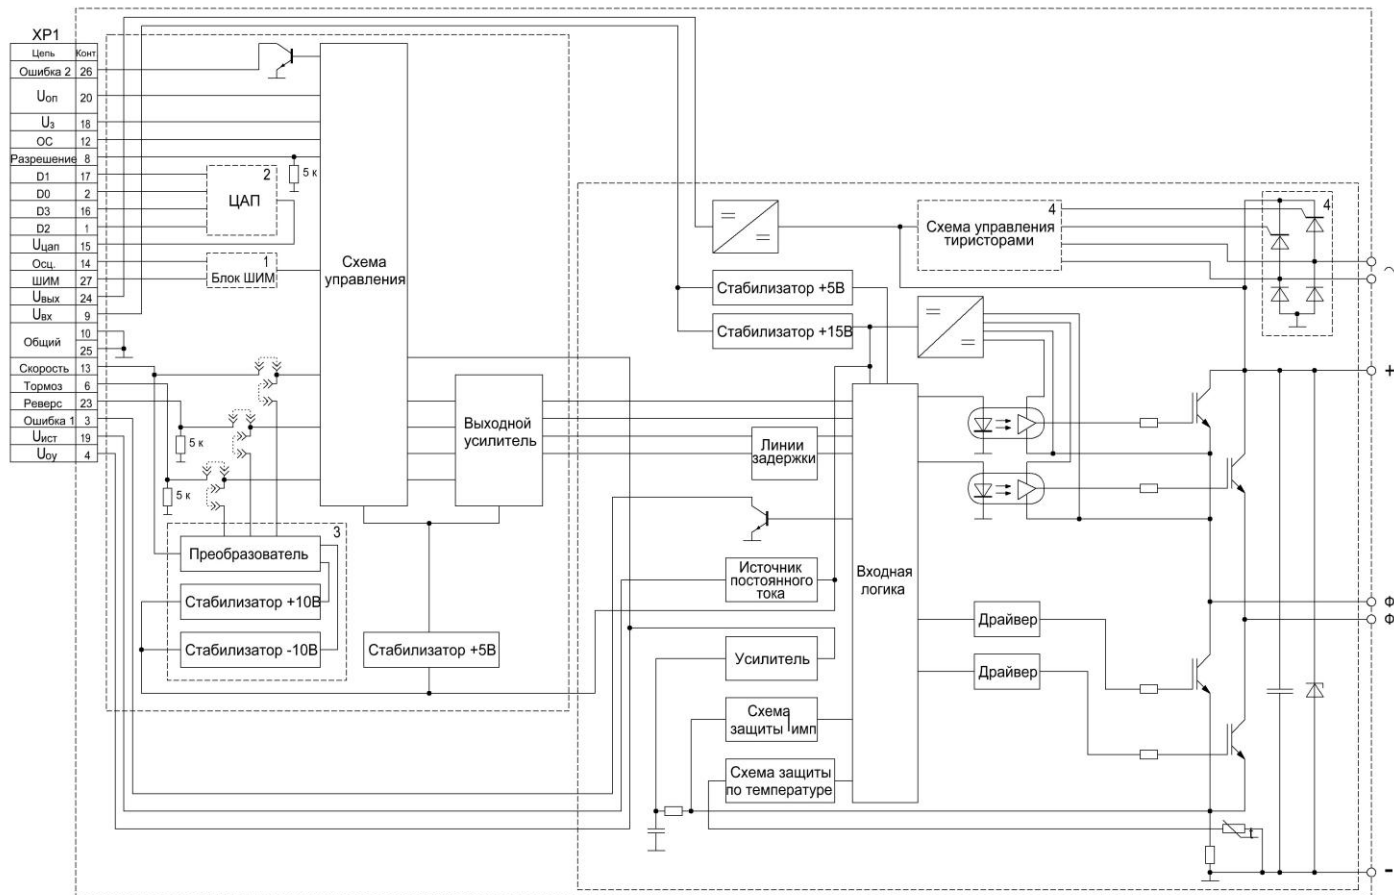 XP1
Цепь Конт
Ошибка 2 26
Uоп 20
Uз 18
ОС 12
Разрешение 8
D1 17
D0 2
D3 16
D2 1
Uцап 15
Осц. 14
ШИМ 27
Uвых 24
Uвх 9
Общий 10
25
Скорость 13
Тормоз 6
Реверс 23
Ошибка 1 3
Uист 19
Uоу 4
5 к
2
ЦАП
1
Блок ШИМ
Схема
управления
5 к
5 к
Выходной
усилитель
3
Преобразователь
Стабилизатор +10В
Стабилизатор -10В
Стабилизатор +5В
=
=
4
Схема управления
тиристорами
4
Стабилизатор +5В
Стабилизатор +15В
=
=
Линии
задержки
Источник
постоянного
тока
Усилитель
Схема
защиты Iимп
Схема защиты
по температуре
Входная
логика
Драйвер
Драйвер
t
+
Ф
Ф
-